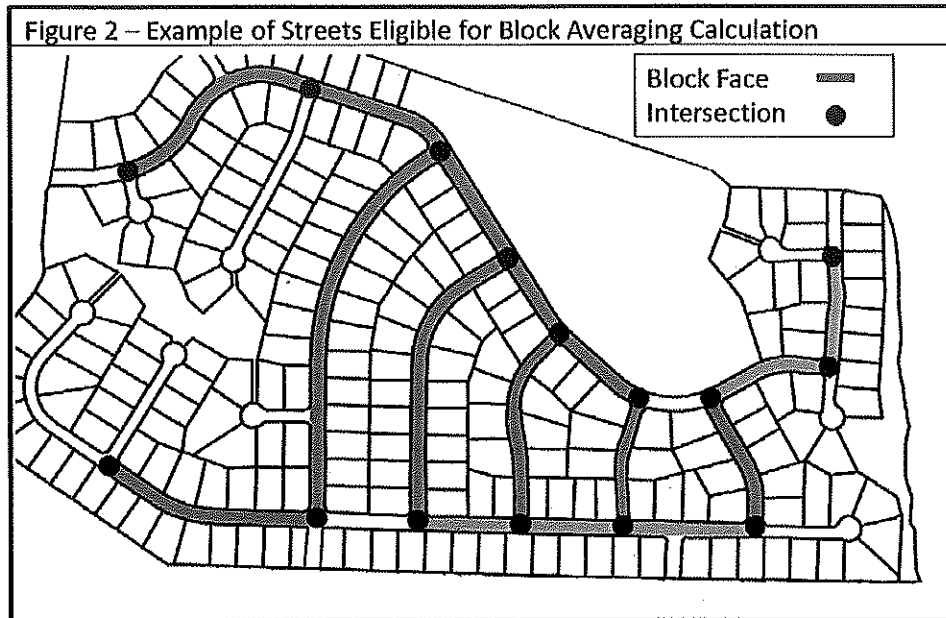 Figure 2 – Example of Streets Eligible for Block Averaging Calculation
Block Face
Intersection